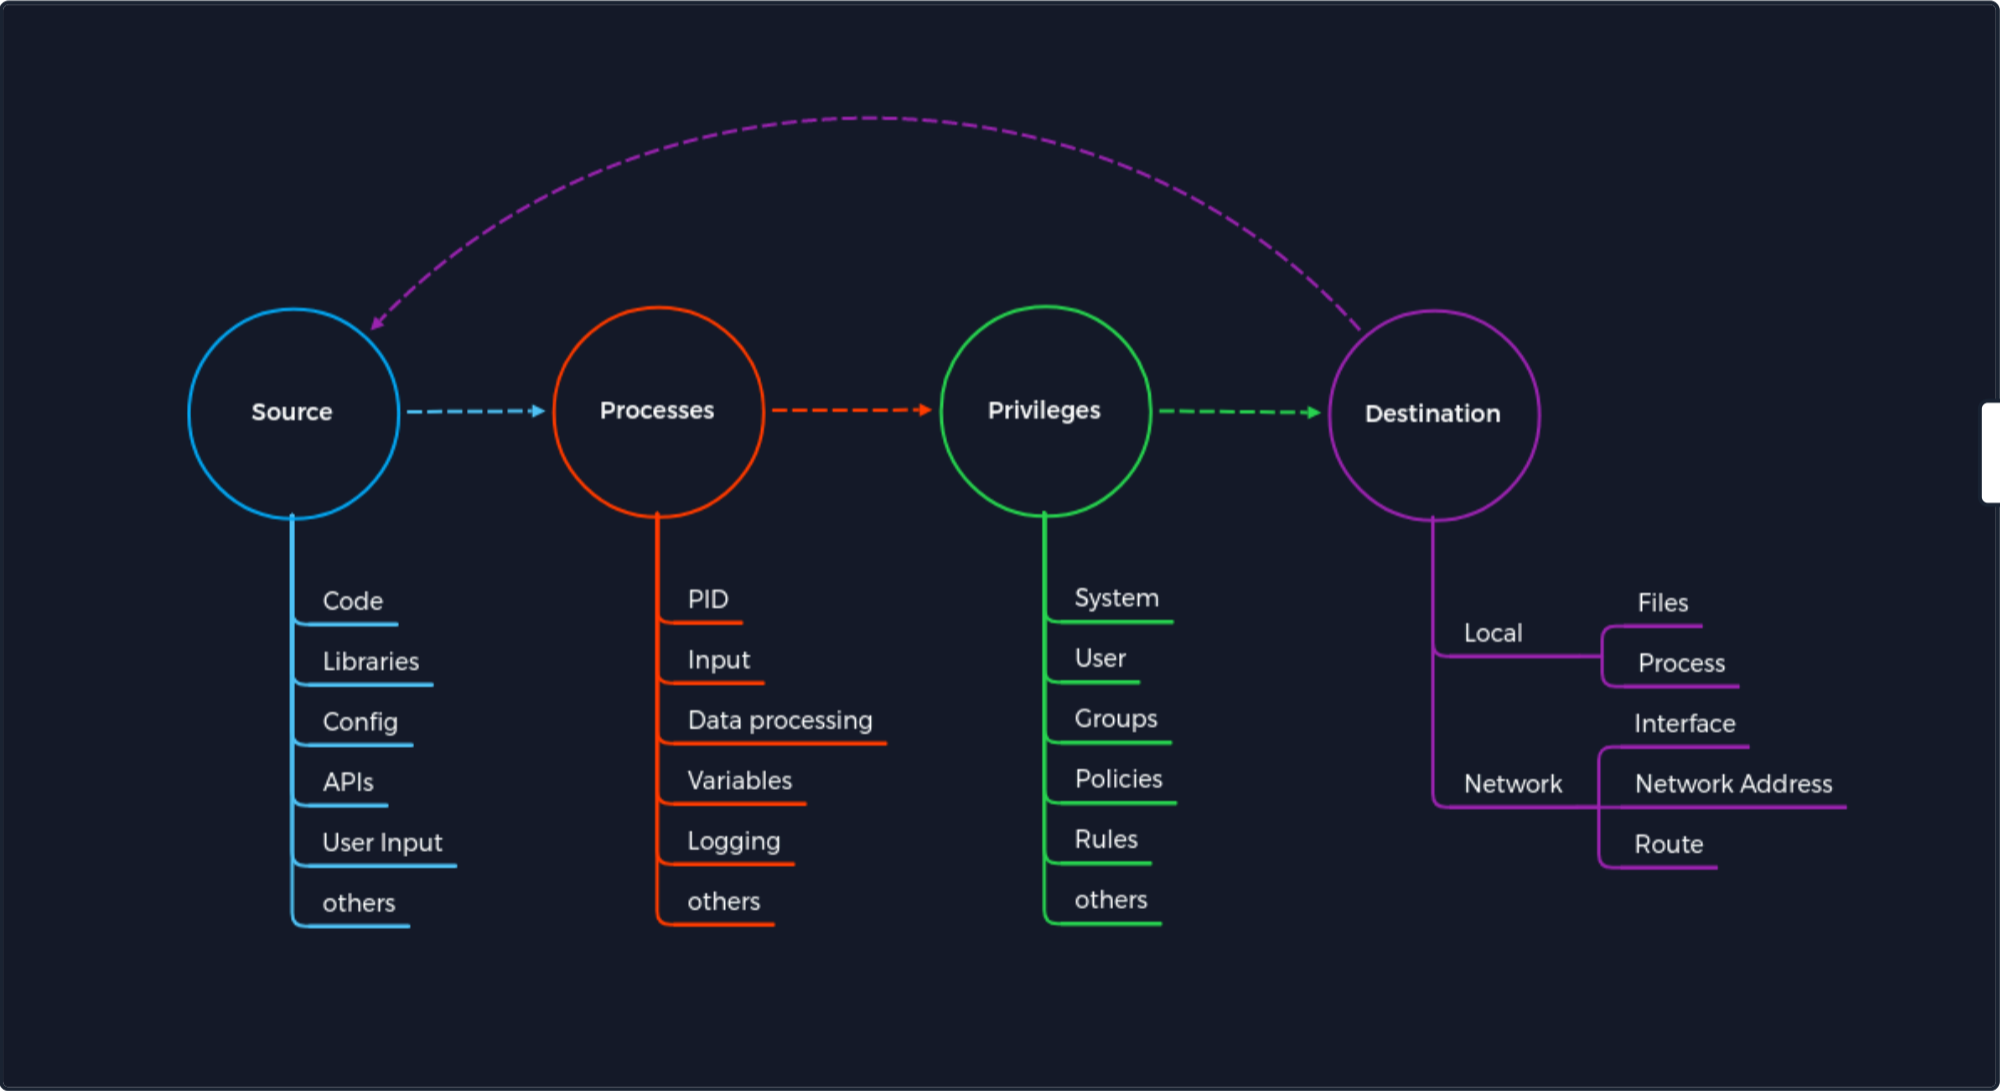 Source
Processes
Privileges
Destination
Code
Libraries
Config
APIs
User Input
others
PID
Input
Data processing
Variables
Logging
others
System
User
Groups
Policies
Rules
others
Local
Files
Process
Network
Interface
Network Address
Route